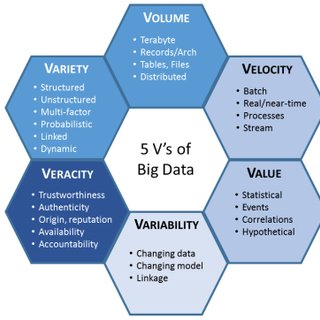 VOLUME
• Terabyte
• Records/Arch
• Tables, Files
• Distributed
VARIETY
• Structured
• Unstructured
• Multi-factor
• Probabilistic
• Linked
• Dynamic
VELOCITY
• Batch
• Real/near-time
• Processes
• Stream
5 V's of
Big Data
VERACITY
• Trustworthiness
• Authenticity
• Origin, reputation
• Availability
• Accountability
VALUE
• Statistical
• Events
• Correlations
• Hypothetical
VARIABILITY
• Changing data
• Changing model
• Linkage